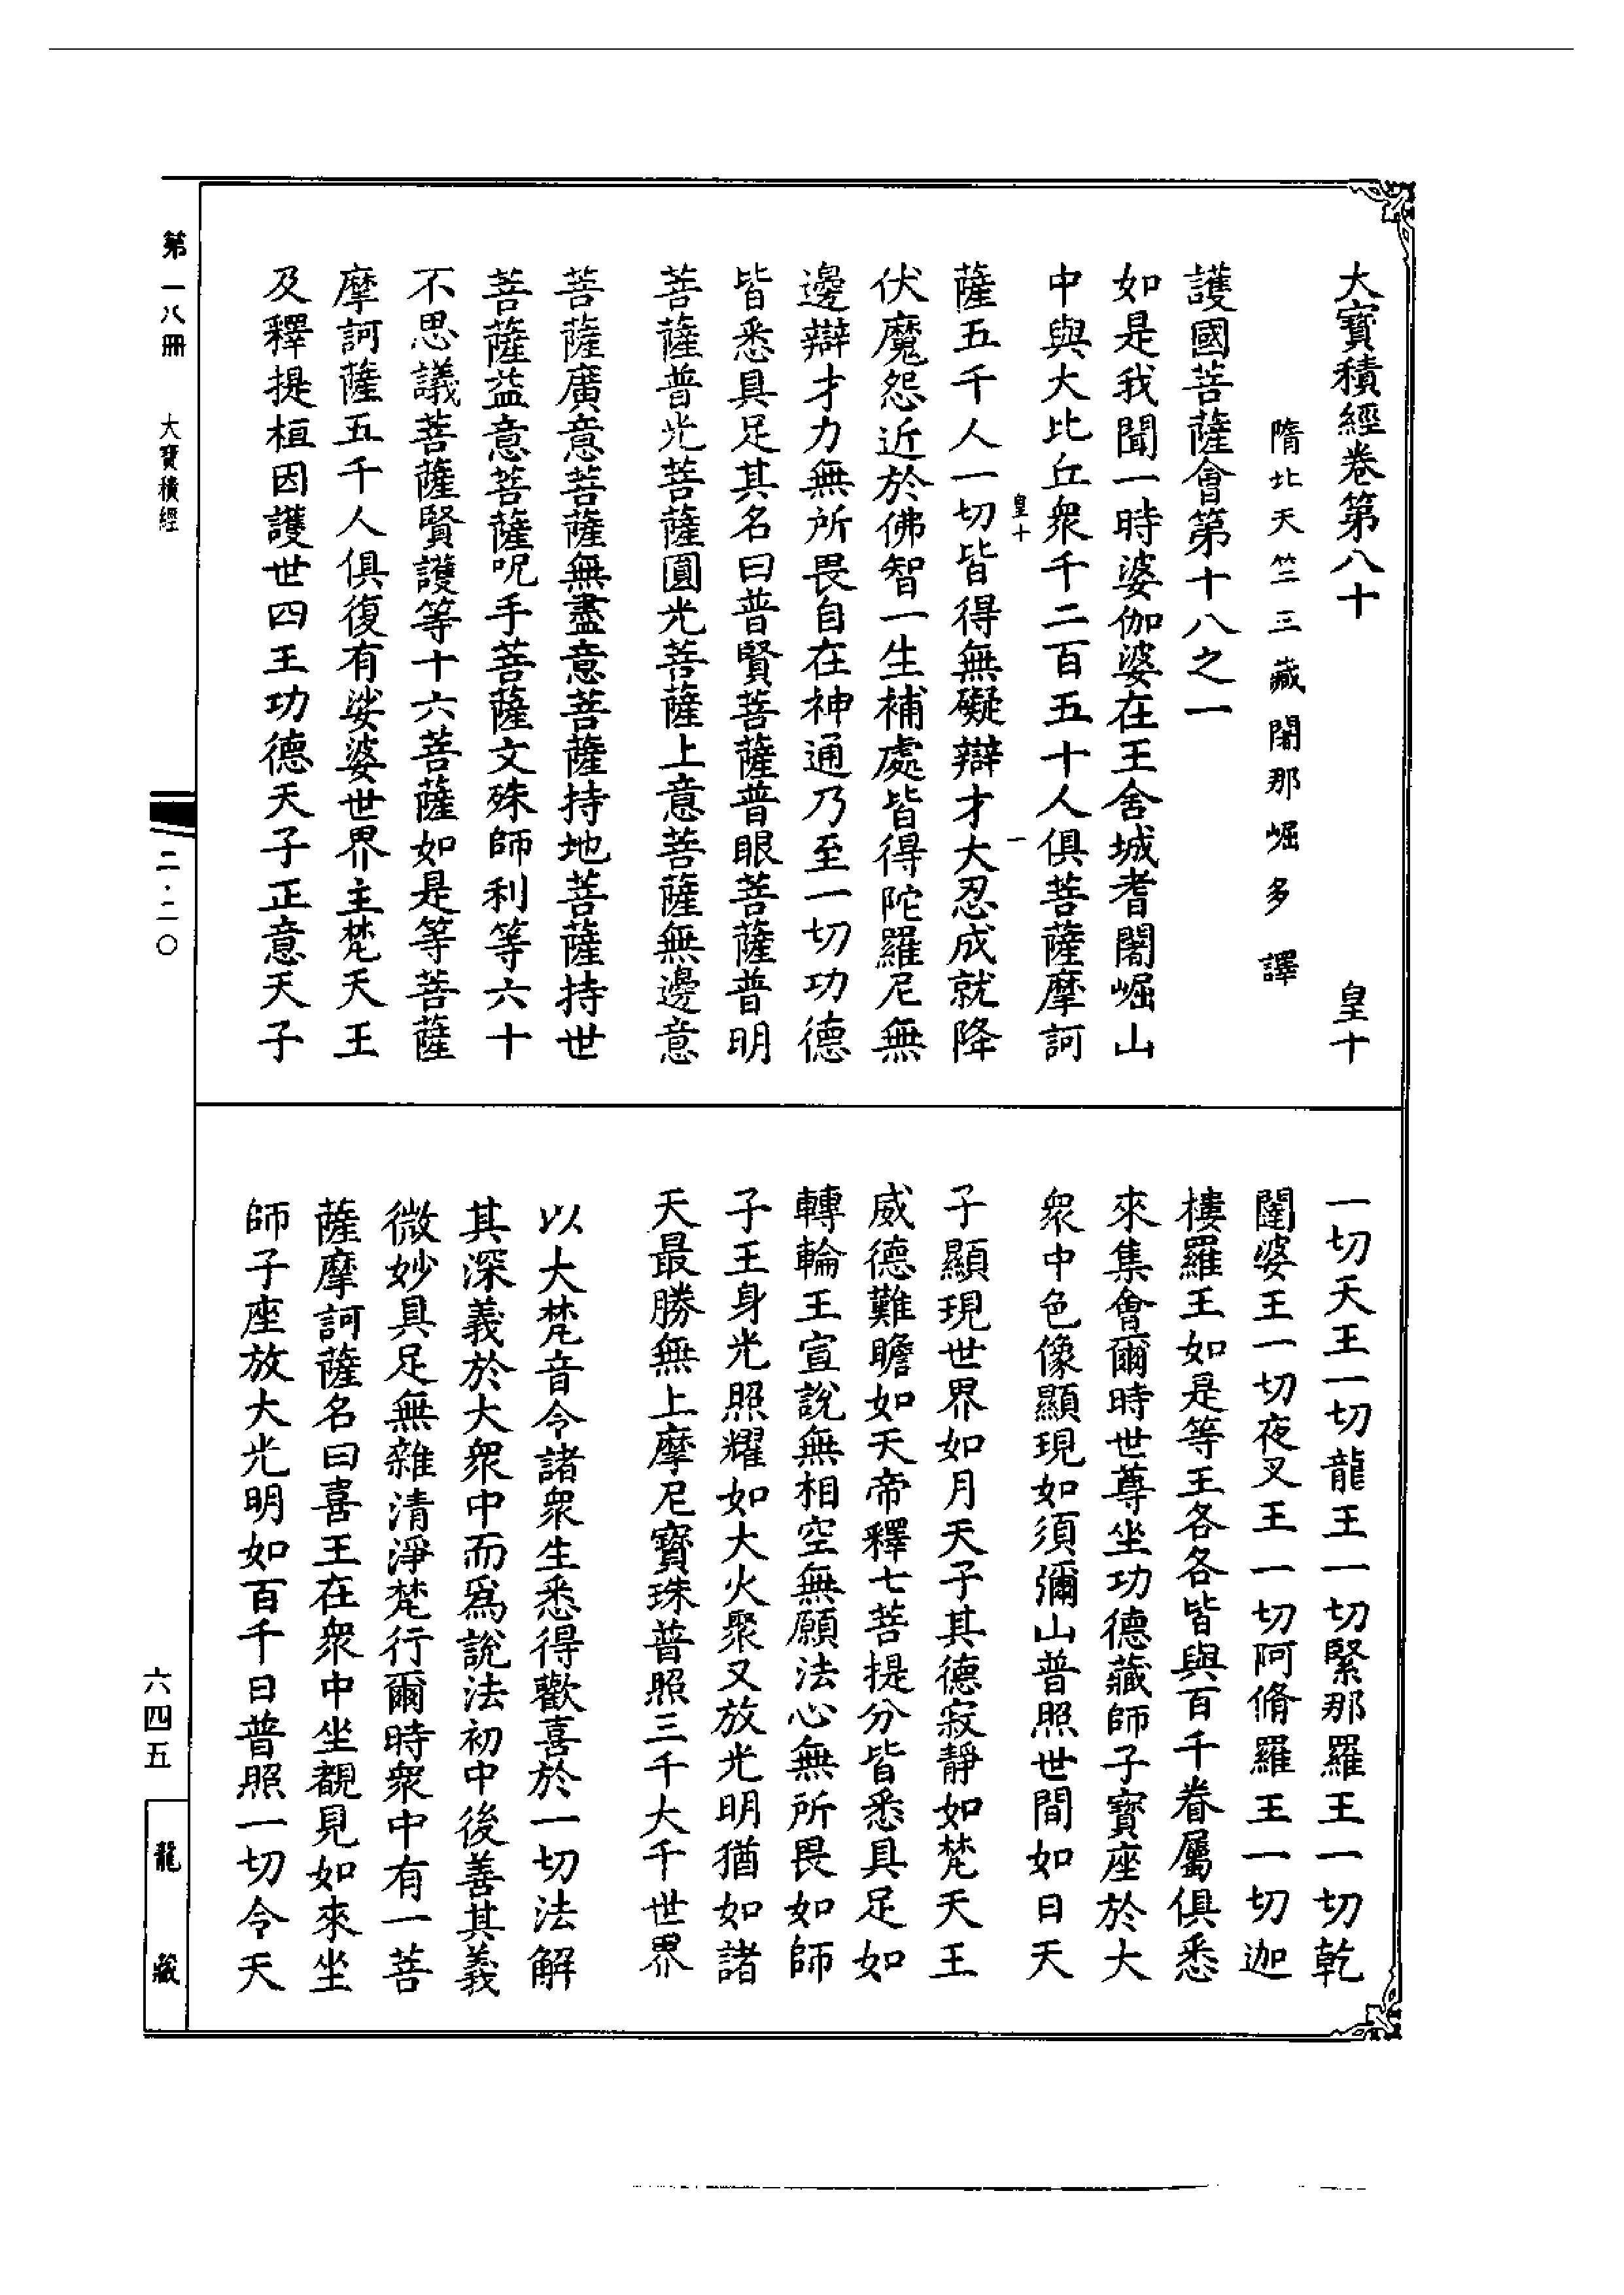 大寶積經卷第八十 皇十
隋北天竺三藏闍那崛多譯
護國菩薩會第十八之一
如是我聞一時婆伽婆在王舍城耆闍崛山
中與大比丘衆千二百五十人俱菩薩摩訶
皇十 一
薩五千人一切皆得無礙辯才大忍成就降
伏魔怨近於佛智一生補處皆得陀羅尼無
邊辯才力無所畏自在神通乃至一切功德
皆悉具足其名曰普賢菩薩普眼菩薩普明
菩薩普光菩薩圓光菩薩上意菩薩無邊意
菩薩廣意菩薩無盡意菩薩持地菩薩持世
菩薩益意菩薩呪手菩薩文殊師利等六十
不思議菩薩賢護等十六菩薩如是等菩薩
摩訶薩五千人俱復有娑婆世界主梵天王
及釋提桓因護世四王功德天子正意天子
一切天王一切龍王一切緊那羅王一切乾
闥婆王一切夜叉王一切阿脩羅王一切迦
樓羅王如是等王各各皆與百千眷屬俱悉
來集會爾時世尊坐功德藏師子寶座於大
衆中色像顯現如須彌山普照世間如日天
子顯現世界如月天子其德寂靜如梵天王
威德難瞻如天帝釋七菩提分皆悉具足如
轉輪王宣說無相空無願法心無所畏如師
子王身光照耀如大火聚又放光明猶如諸
天最勝無上摩尼寶珠普照三千大千世界
以大梵音令諸衆生悉得歡喜於一切法解
其深義於大衆中而爲說法初中後善其義
微妙具足無雜清淨梵行爾時衆中有一菩
薩摩訶薩名曰喜王在衆中坐覩見如來坐
師子座放大光明如百千日普照一切令天
第一八冊 大寶積經
二·二〇
六四五
龍藏